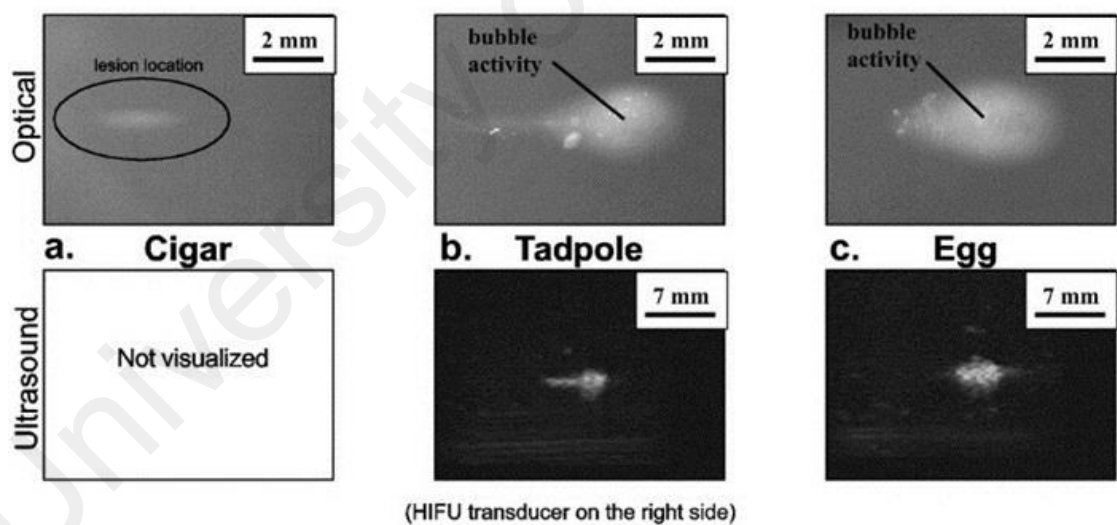 Optical
2 mm
lesion location
bubble
activity
2 mm
bubble
activity
2 mm
a. Cigar
b. Tadpole
c. Egg
Ultrasound
Not visualized
7 mm
7 mm
(HIFU transducer on the right side)
University o